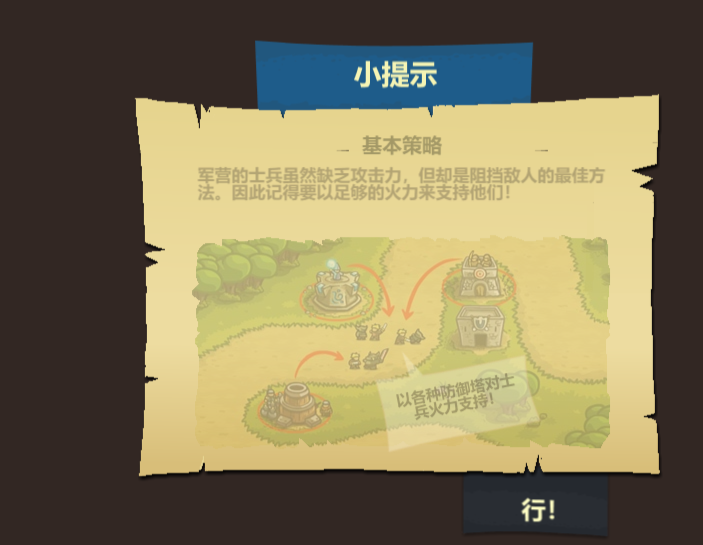 小提示
基本策略
军营的士兵虽然缺乏攻击力，但却是阻挡敌人的最佳方
法。因此记得要以足够的火力来支持他们！
以各种防御塔对士
兵火力支持！
行！